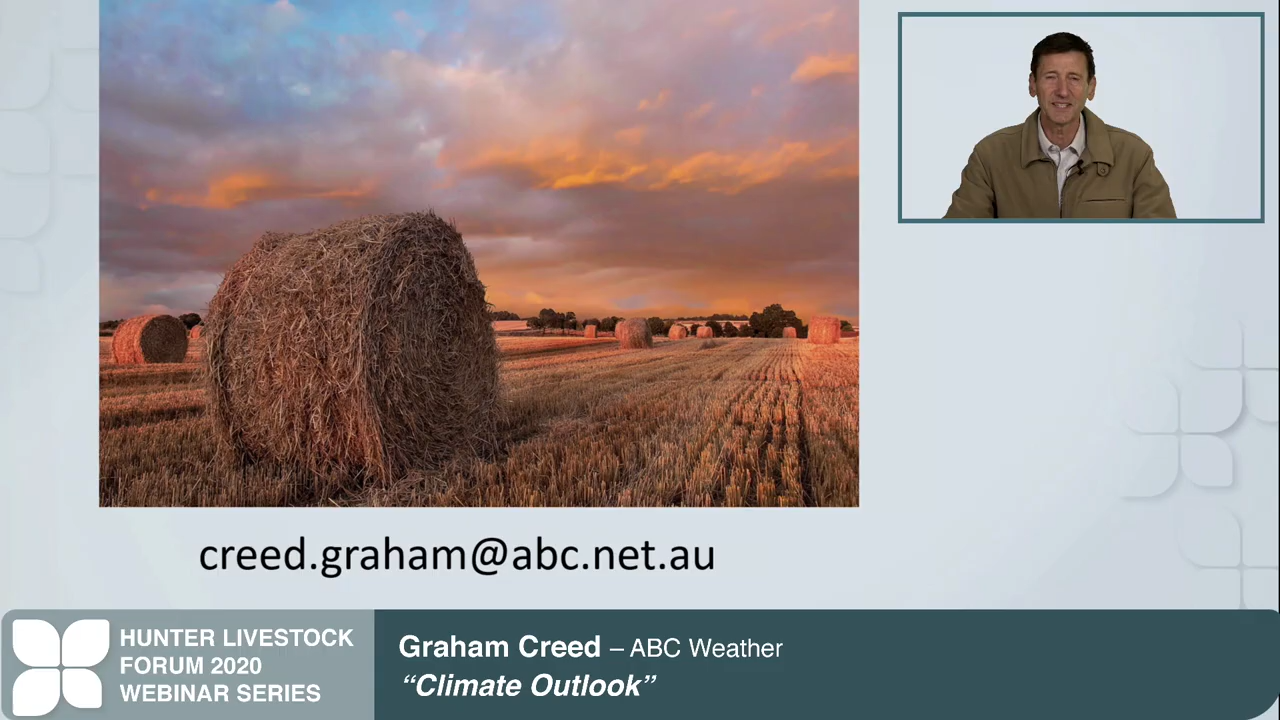 creed.graham@abc.net.au
HUNTER LIVESTOCK
FORUM 2020
WEBINAR SERIES
Graham Creed – ABC Weather
“Climate Outlook”